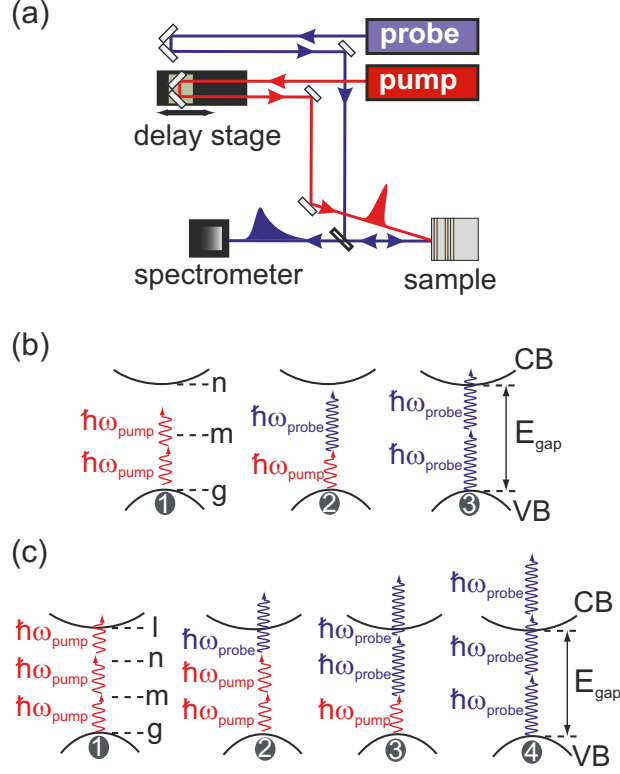 (a)
probe
pump
delay stage
spectrometer
sample
(b)
n
CB
ħω_pump
m
ħω_probe
ħω_probe
E_gap
ħω_pump
g
ħω_pump
ħω_probe
VB
1
2
3
(c)
CB
ħω_probe
ħω_pump
l
ħω_probe
ħω_probe
ħω_probe
n
E_gap
ħω_pump
m
ħω_pump
ħω_probe
ħω_pump
g
ħω_pump
ħω_pump
ħω_probe
VB
1
2
3
4